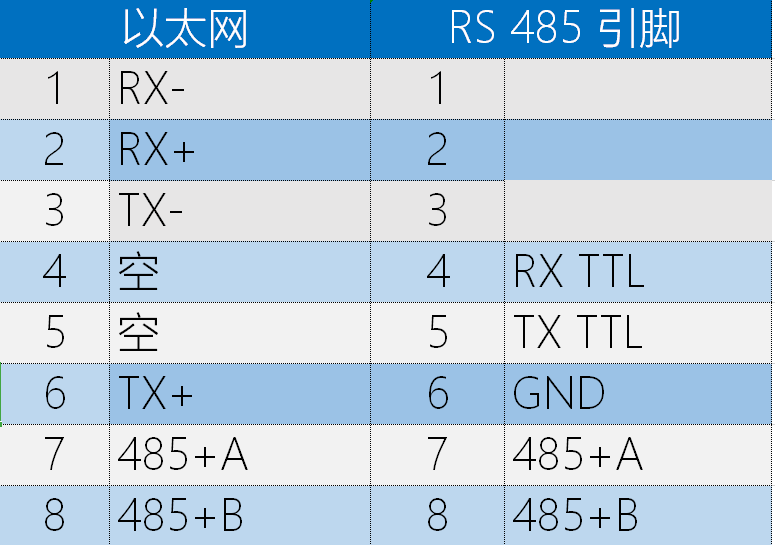 以太网 RS 485 引脚
1 RX- 1
2 RX+ 2
3 TX- 3
4 空 4 RX TTL
5 空 5 TX TTL
6 TX+ 6 GND
7 485+A 7 485+A
8 485+B 8 485+B